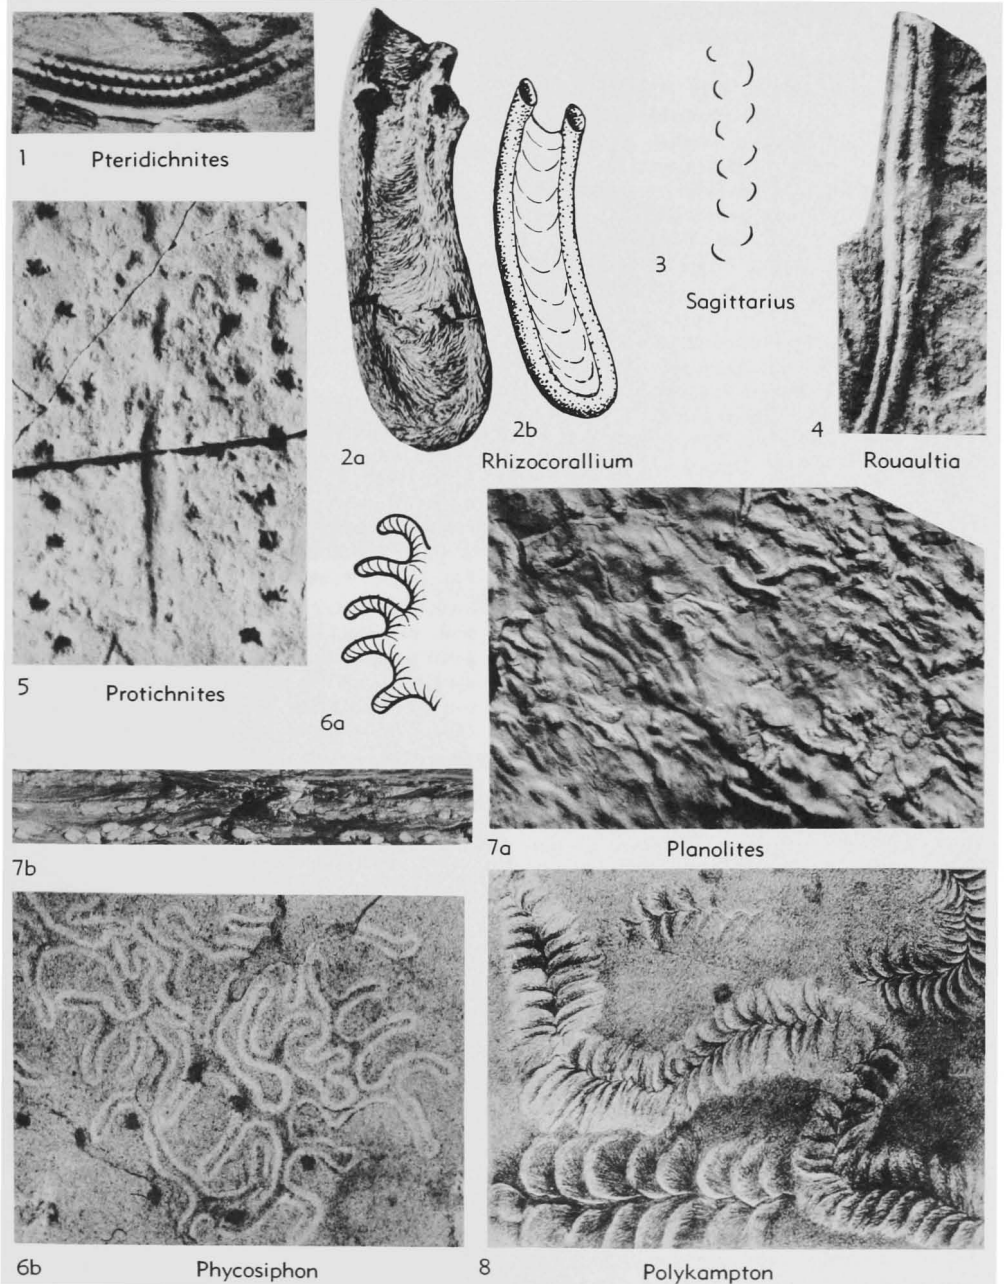 1 Pteridichnites
2a
2b
Rhizocorallium
3
Sagittarius
4
Rouaultia
5 Protichnites
6a
7b
7a Planolites
6b Phycosiphon
8 Polykampton